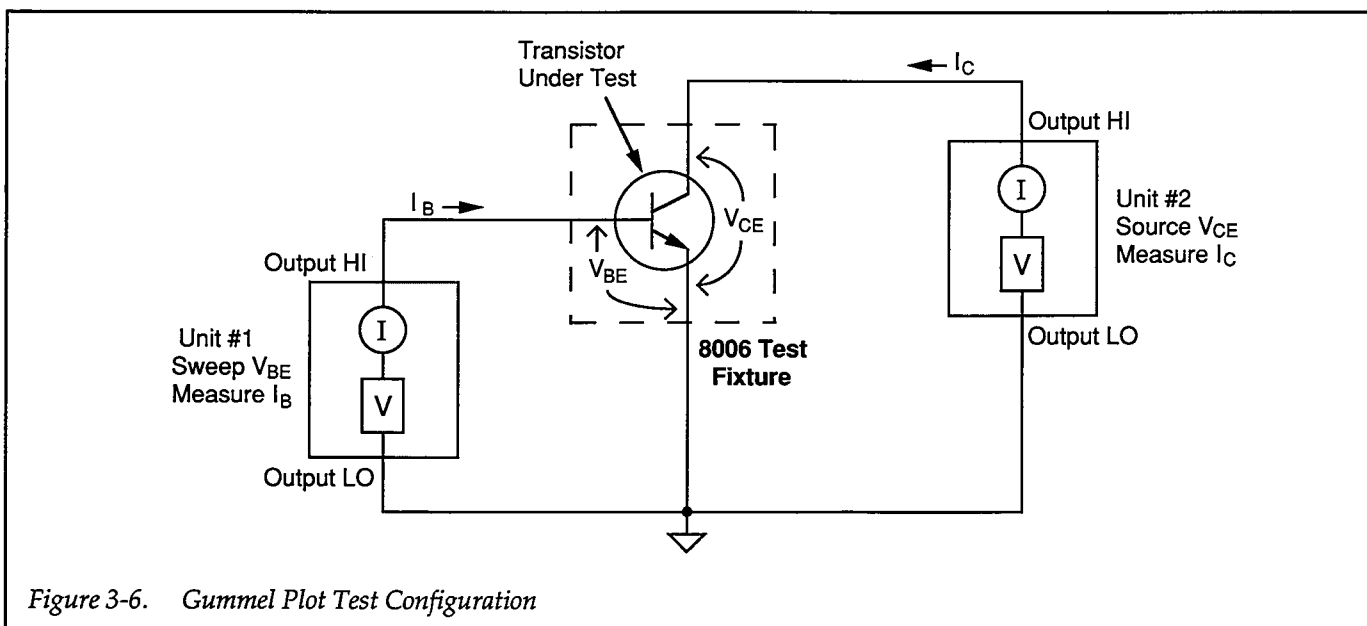 Transistor
Under Test
I_C
Output HI
I
V
Unit #2
Source V_CE
Measure I_C
Output LO
I_B
V_BE
V_CE
Output HI
I
V
Unit #1
Sweep V_BE
Measure I_B
Output LO
8006 Test
Fixture
Figure 3-6. Gummel Plot Test Configuration